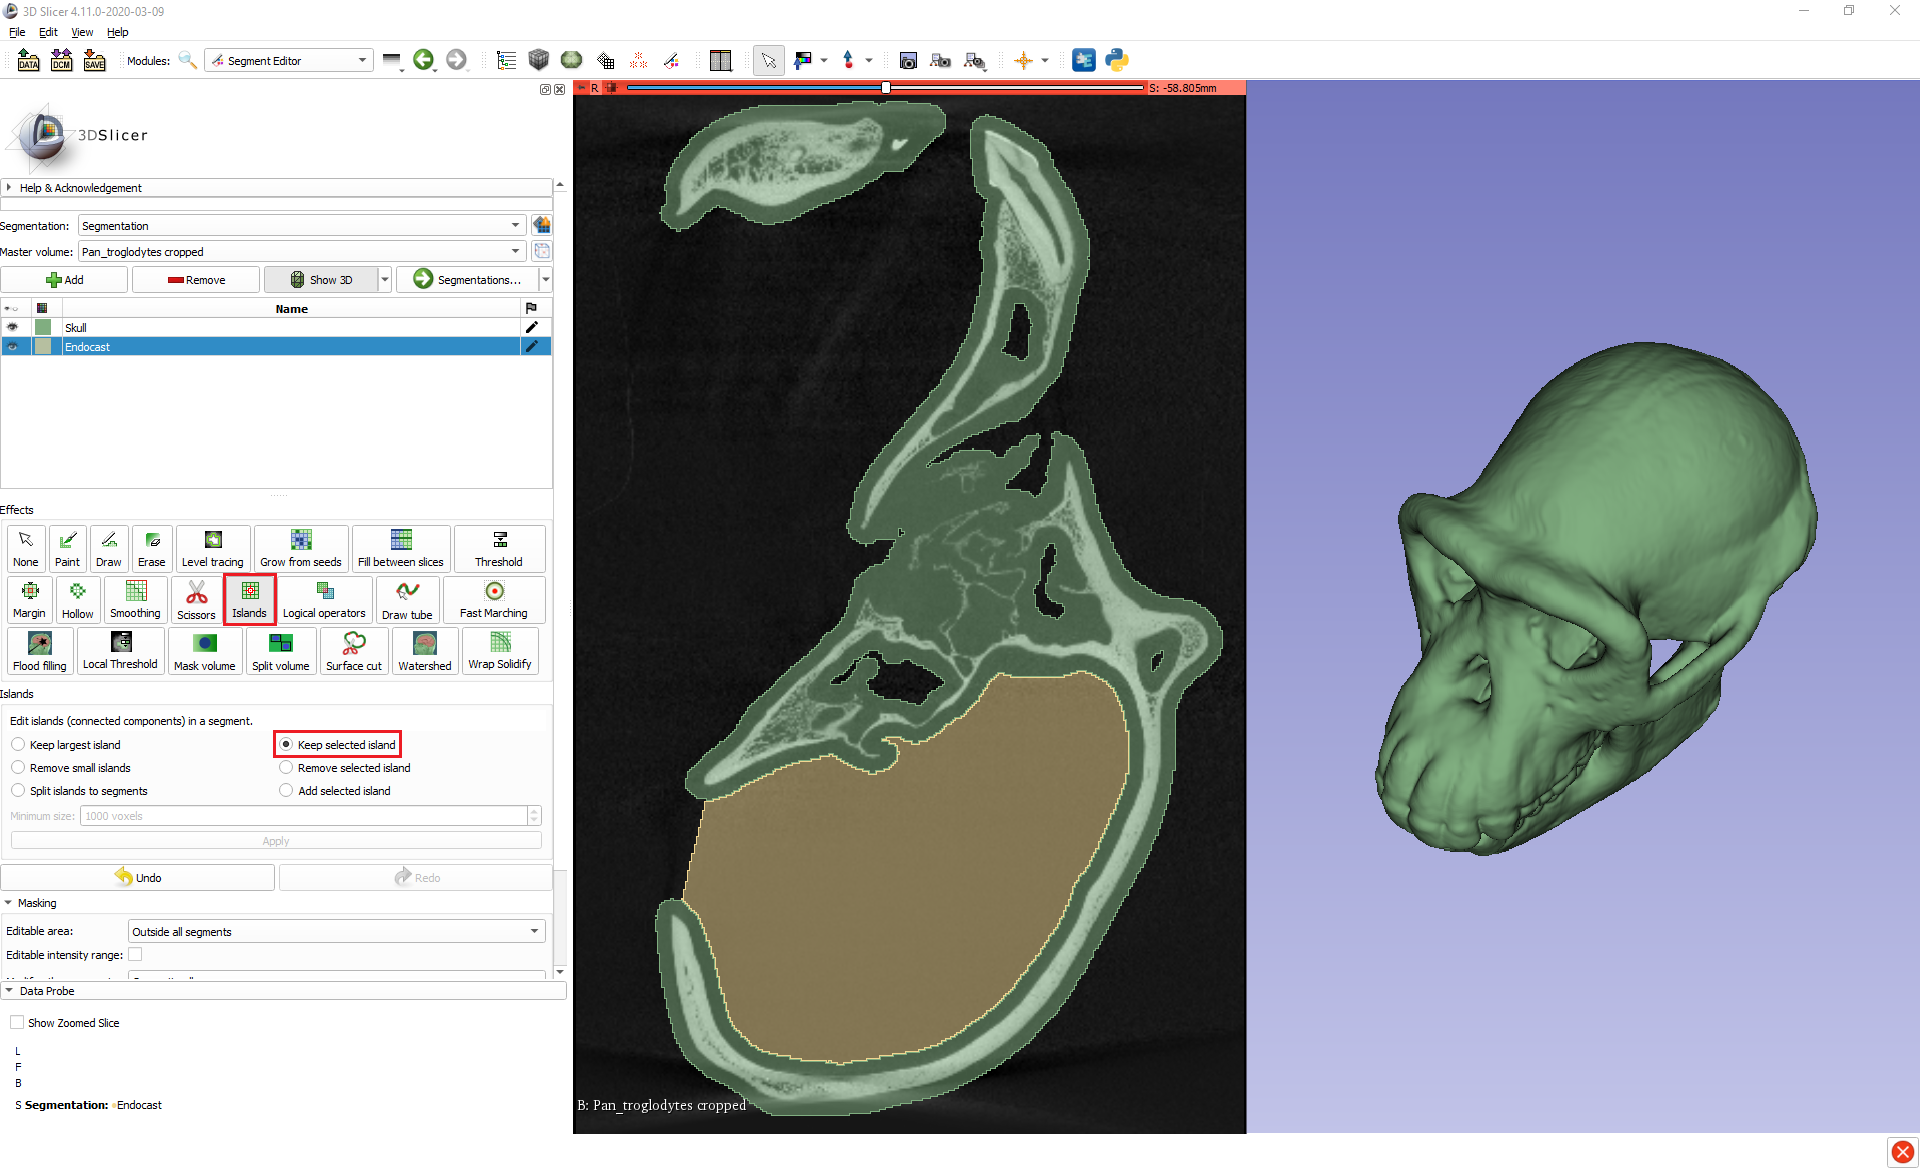 3D Slicer 4.11.0-2020-03-09
File Edit View Help
DATA DCM SAVE Modules: Segment Editor
R S: -58.805mm
3DSlicer
Help & Acknowledgement
Segmentation: Segmentation
Master volume: Pan_troglodytes cropped
Add Remove Show 3D Segmentations...
Name
Skull
Endocast
Effects
None Paint Draw Erase Level tracing Grow from seeds Fill between slices Threshold
Margin Hollow Smoothing Scissors Islands Logical operators Draw tube Fast Marching
Flood filling Local Threshold Mask volume Split volume Surface cut Watershed Wrap Solidify
Islands
Edit islands (connected components) in a segment.
Keep largest island Keep selected island
Remove small islands Remove selected island
Split islands to segments Add selected island
Minimum size: 1000 voxels
Apply
Undo Redo
Masking
Editable area: Outside all segments
Editable intensity range:
Data Probe
Show Zoomed Slice
L
F
B
S Segmentation: Endocast
B: Pan_troglodytes cropped